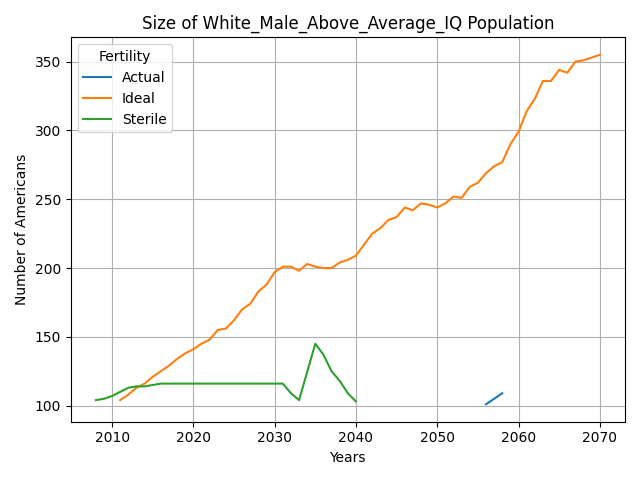 Size of White_Male_Above_Average_IQ Population
Fertility
Actual
Ideal
Sterile
Number of Americans
350
300
250
200
150
100
2010 2020 2030 2040 2050 2060 2070
Years